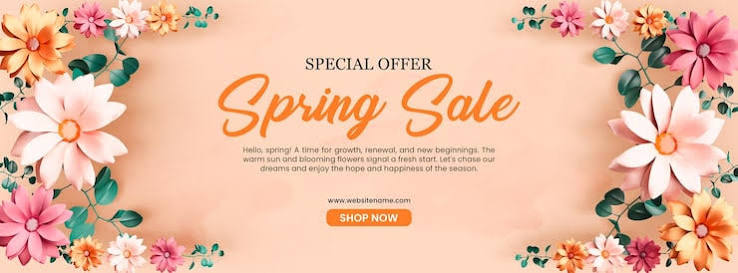 SPECIAL OFFER
Spring Sale
Hello, spring! A time for growth, renewal, and new beginnings. The
warm sun and blooming flowers signal a fresh start. Let's chase our
dreams and enjoy the hope and happiness of the season.
www.websitename.com
SHOP NOW